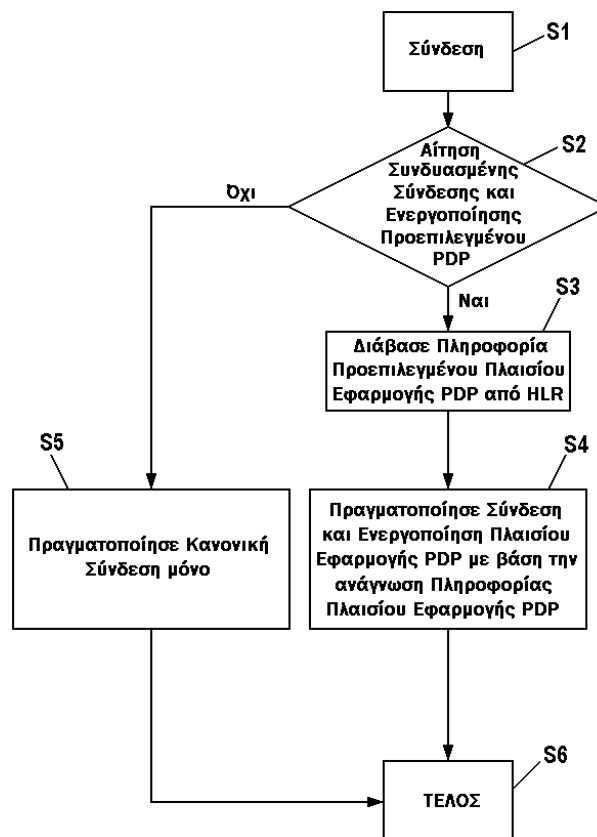 S1
Σύνδεση
S2
Αίτηση
Συνδυασμένης
Σύνδεσης και
Ενεργοποίησης
Προεπιλεγμένου
PDP
Όχι
Ναι
S3
Διάβασε Πληροφορία
Προεπιλεγμένου Πλαισίου
Εφαρμογής PDP από HLR
S5
Πραγματοποίησε Κανονική
Σύνδεση μόνο
S4
Πραγματοποίησε Σύνδεση
και Ενεργοποίηση Πλαισίου
Εφαρμογής PDP με βάση την
ανάγνωση Πληροφορίας
Πλαισίου Εφαρμογής PDP
S6
ΤΕΛΟΣ